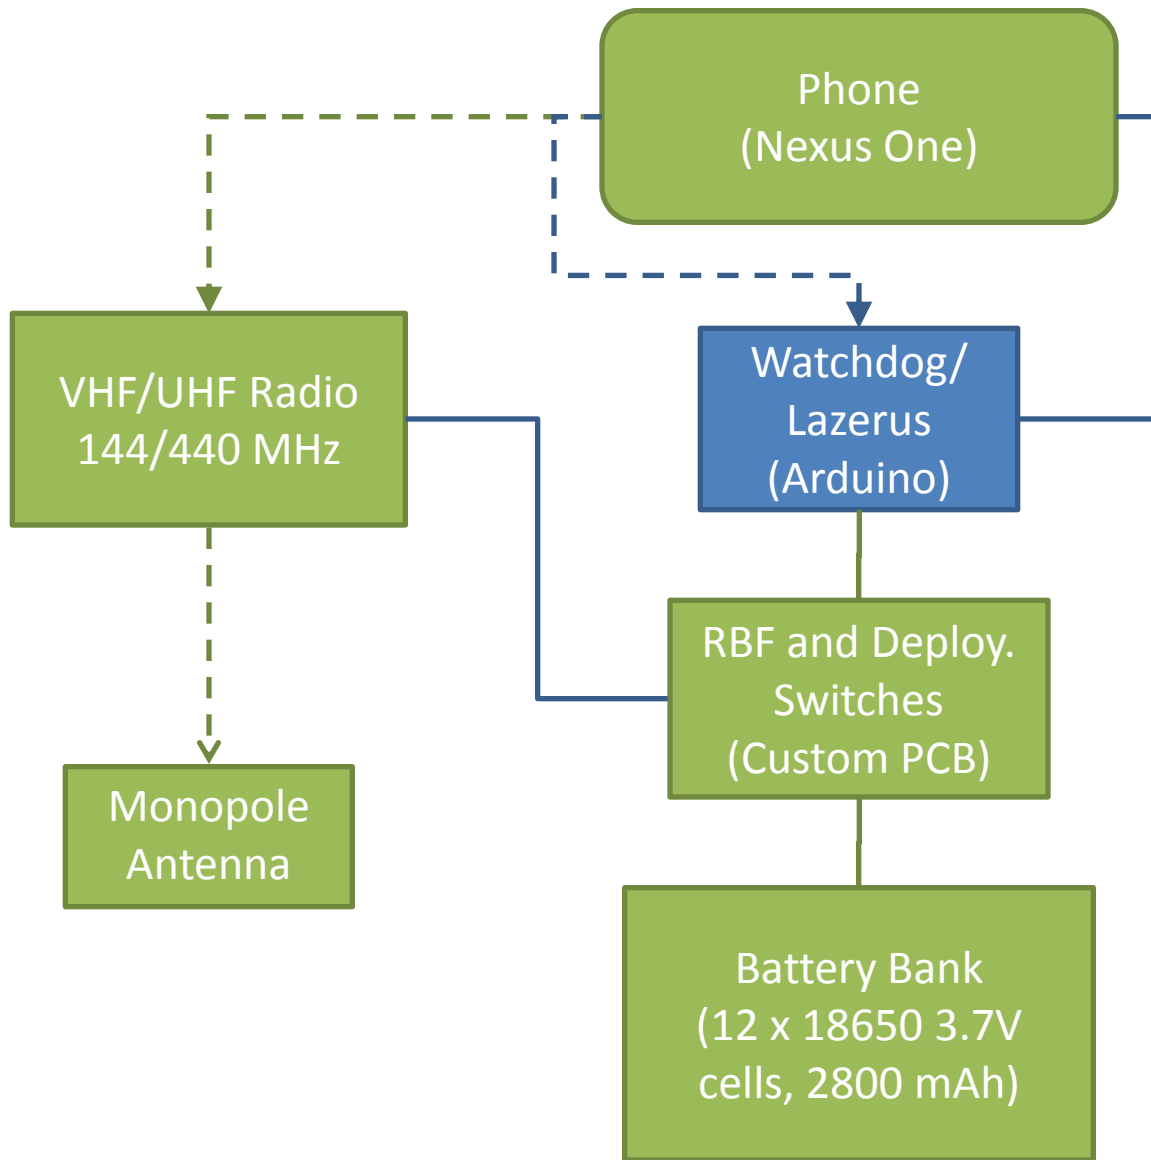 Phone
(Nexus One)
VHF/UHF Radio
144/440 MHz
Watchdog/
Lazerus
(Arduino)
RBF and Deploy.
Switches
(Custom PCB)
Monopole
Antenna
Battery Bank
(12 x 18650 3.7V
cells, 2800 mAh)